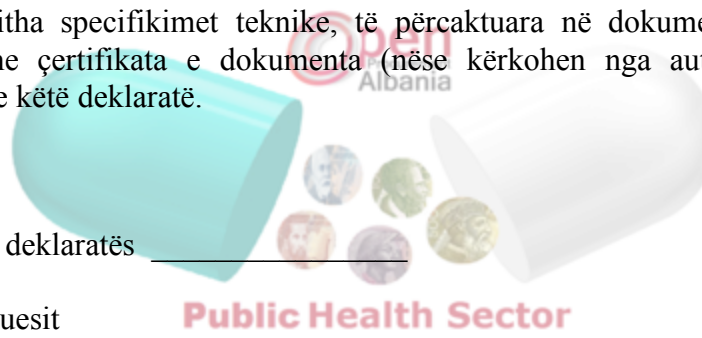 itha specifikimet teknike, të përcaktuara në dokume
ne çertifikata e dokumenta (nëse kërkohen nga aut
e këtë deklaratë.
Open
Albania
deklaratës ________________
uesit
Public Health Sector